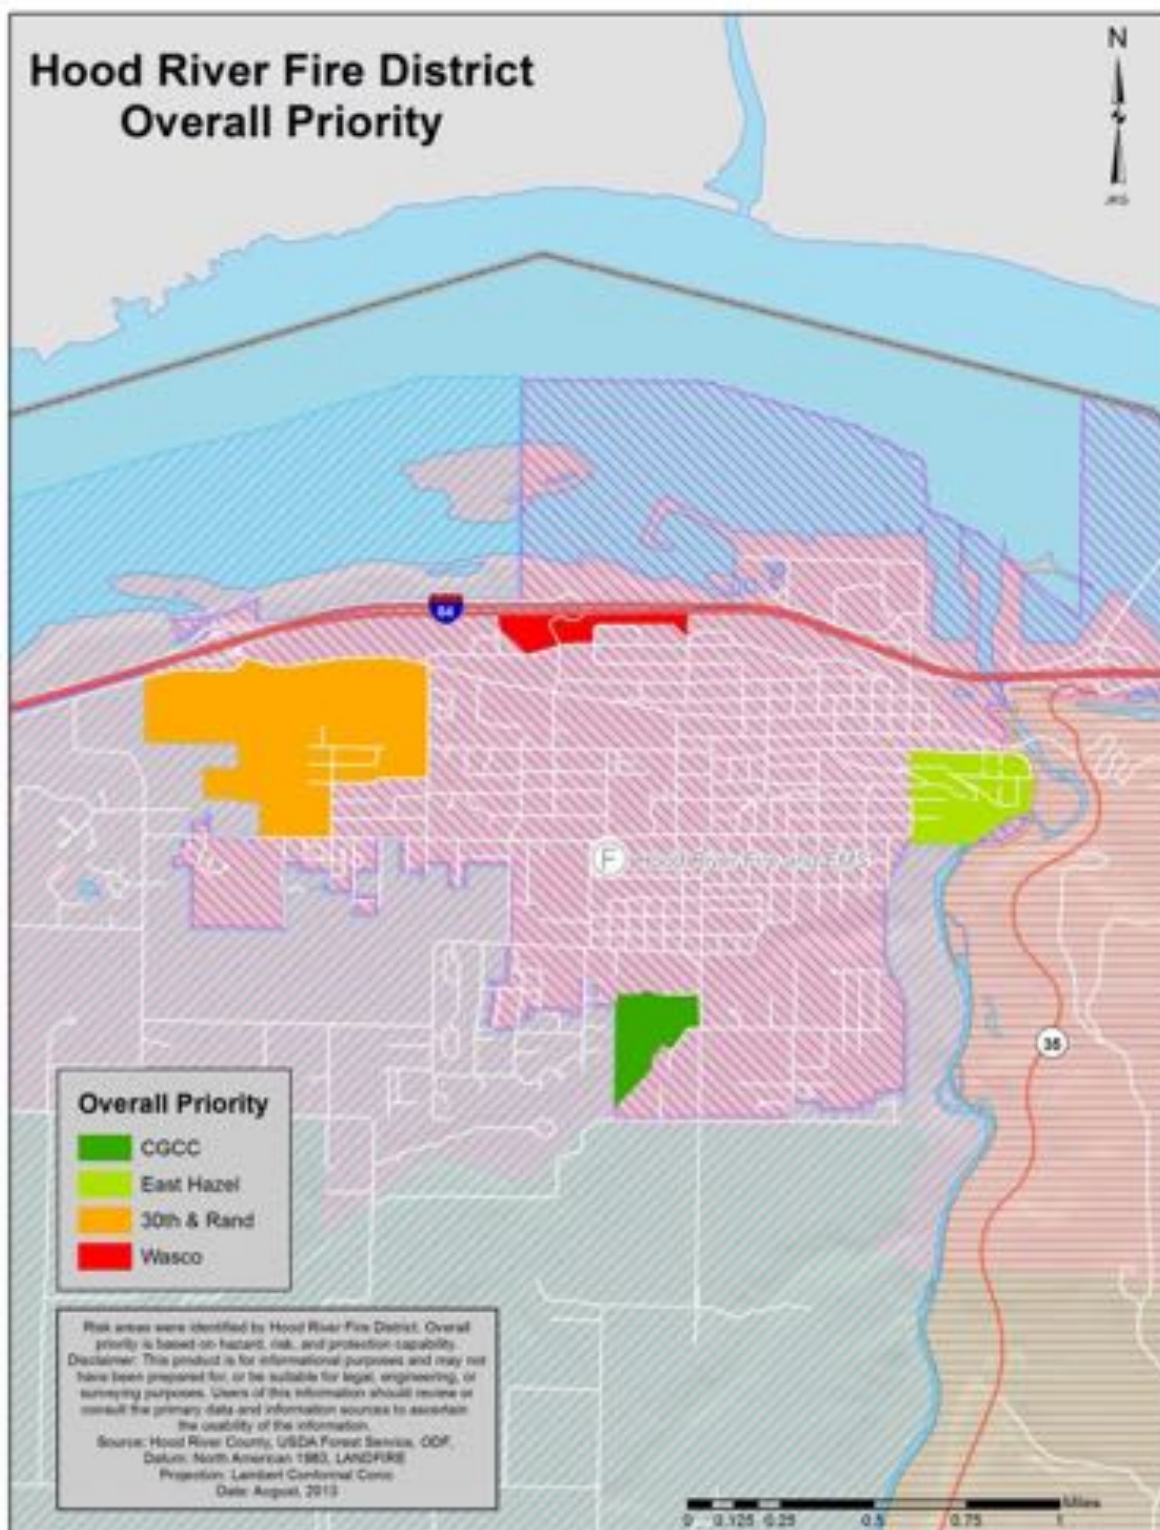 Hood River Fire District
Overall Priority
N
JRS
84
F Hood River Fire and EMS
35
Overall Priority
CGCC
East Hazel
30th & Rand
Wasco
Risk areas were identified by Hood River Fire District. Overall
priority is based on hazard, risk, and protection capability.
Disclaimer: This product is for informational purposes and may not
have been prepared for, or be suitable for legal, engineering, or
surveying purposes. Users of this information should review or
consult the primary data and information sources to ascertain
the usability of the information.
Source: Hood River County, USDA Forest Service, ODF,
Datum: North American 1983, LANDFIRE
Projection: Lambert Conformal Conic
Date: August, 2013
Miles
0 0.125 0.25 0.5 0.75 1